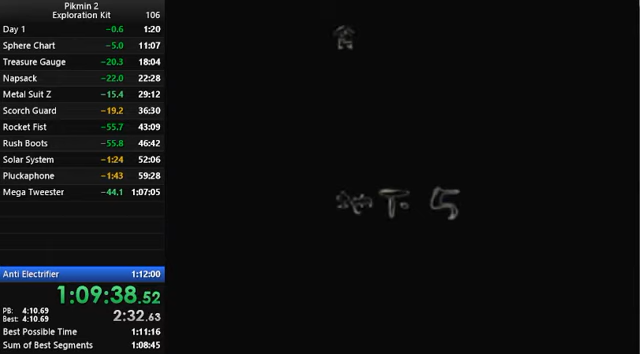 Pikmin 2
Exploration Kit 106
Day 1 −0.6 1:20
Sphere Chart −5.0 11:07
Treasure Gauge −20.3 18:04
Napsack −22.0 22:28
Metal Suit Z −15.4 29:12
Scorch Guard −19.2 36:30
Rocket Fist −55.7 43:09
Rush Boots −55.8 46:42
Solar System −1:24 52:06
Pluckaphone −1:43 59:28
Mega Tweester −44.1 1:07:05
Anti Electrifier 1:12:00
1:09:38.52
PB: 4:10.69
Best: 4:10.69 2:32.63
Best Possible Time 1:11:16
Sum of Best Segments 1:08:45
5